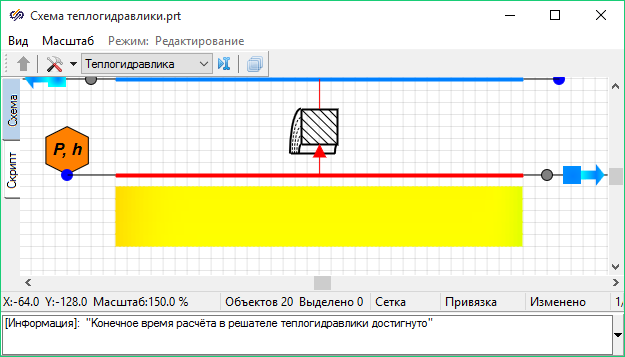 Схема теплогидравлики.prt
Вид Масштаб Режим: Редактирование
Теплогидравлика
Схема
Скрипт
P, h
X:-64.0 Y:-128.0 Масштаб:150.0 % Объектов 20 Выделено 0 Сетка Привязка Изменено 1/
[Информация]: "Конечное время расчёта в решателе теплогидравлики достигнуто"